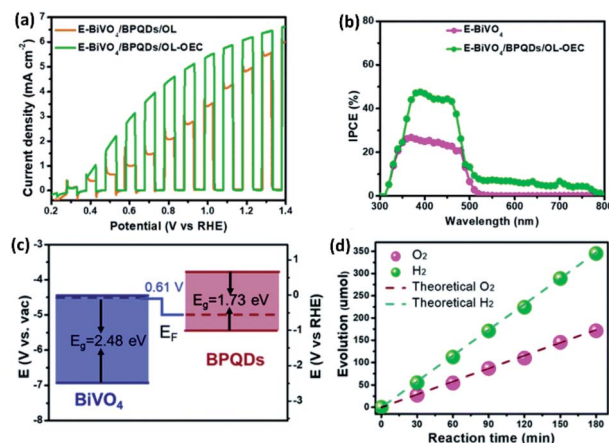 (a)
E-BiVO4/BPQDs/OL
E-BiVO4/BPQDs/OL-OEC
Current density (mA cm-2)
7
6
5
4
3
2
1
0
0.2 0.4 0.6 0.8 1.0 1.2 1.4
Potential (V vs RHE)
(b)
E-BiVO4
E-BiVO4/BPQDs/OL-OEC
IPCE (%)
80
60
40
20
0
300 400 500 600 700 800
Wavelength (nm)
(c)
E (V vs. vac)
-3
-4
-5
-6
-7
-8
0.61 V
Eg=1.73 eV
Eg=2.48 eV
EF
BPQDs
BiVO4
1
0
-1
-2
-3
E (V vs. RHE)
(d)
O2
H2
Theoretical O2
Theoretical H2
Evolution (umol)
350
300
250
200
150
100
50
0
0 30 60 90 120 150 180
Reaction time (min)